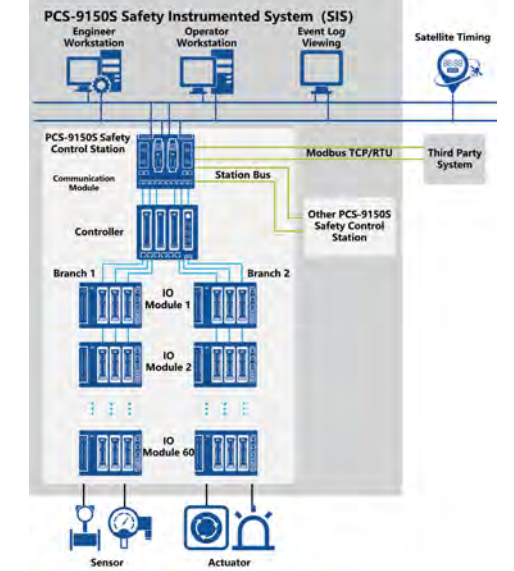 PCS-9150S Safety Instrumented System (SIS)
Engineer
Workstation
Operator
Workstation
Event Log
Viewing
Satellite Timing
PCS-9150S Safety
Control Station
Modbus TCP/RTU
Third Party
System
Communication
Module
Station Bus
Controller
Other PCS-9150S
Safety Control
Station
Branch 1
Branch 2
IO
Module 1
IO
Module 2
IO
Module 60
Sensor
Actuator